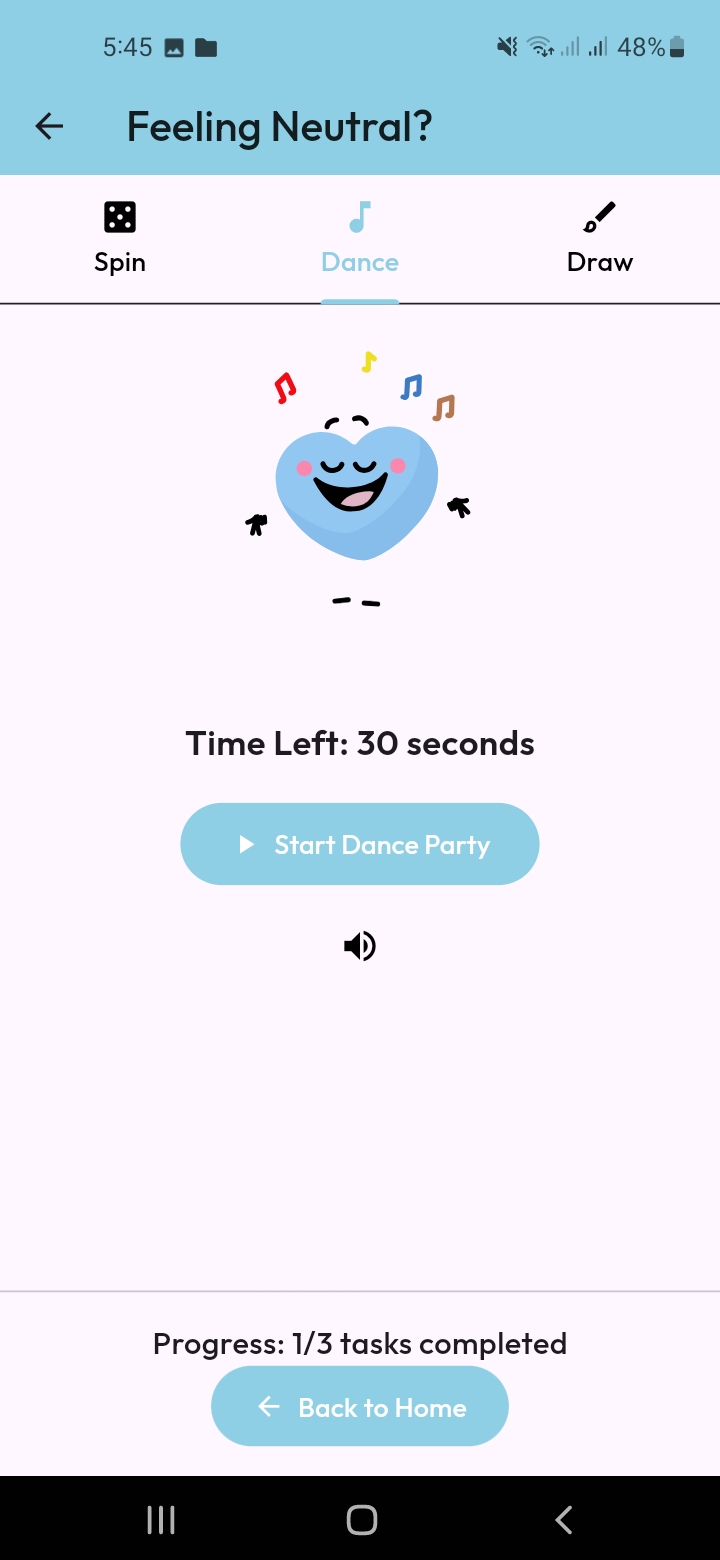 5:45 48%
Feeling Neutral?
Spin Dance Draw
Time Left: 30 seconds
Start Dance Party
Progress: 1/3 tasks completed
Back to Home